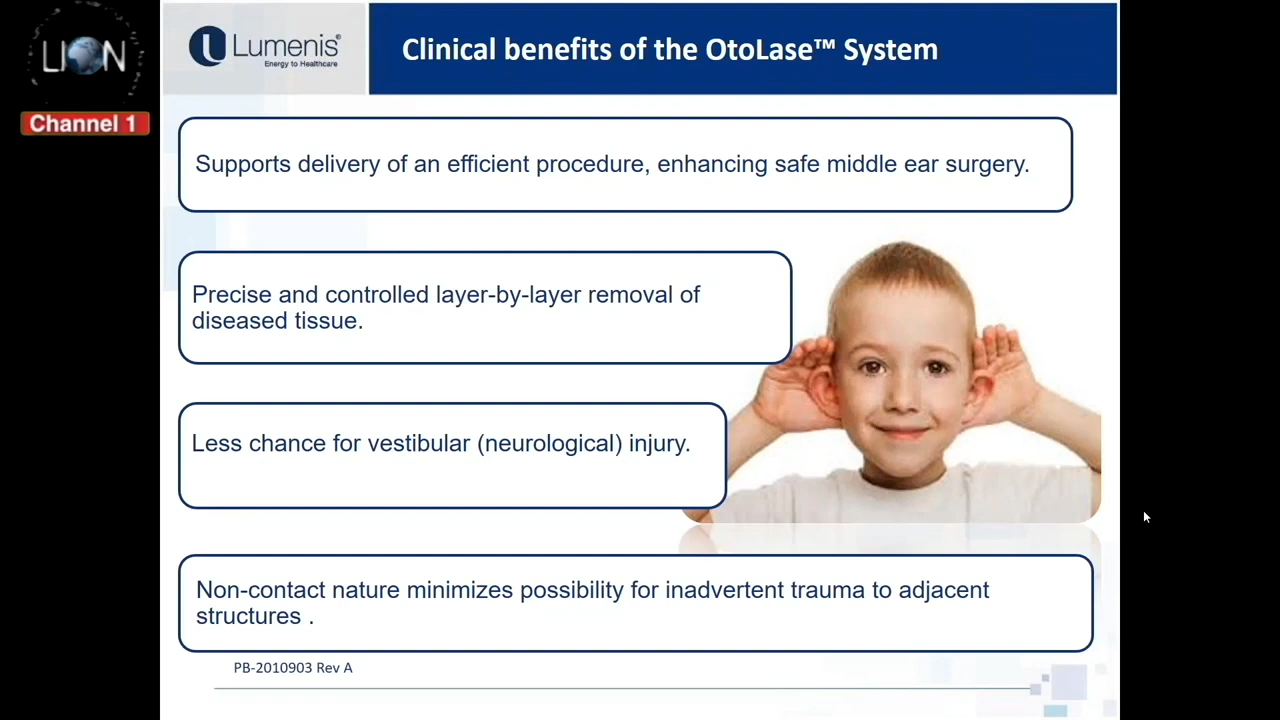 LION
Channel 1
Lumenis®
Energy to Healthcare
Clinical benefits of the OtoLase™ System
Supports delivery of an efficient procedure, enhancing safe middle ear surgery.
Precise and controlled layer-by-layer removal of
diseased tissue.
Less chance for vestibular (neurological) injury.
Non-contact nature minimizes possibility for inadvertent trauma to adjacent
structures .
PB-2010903 Rev A